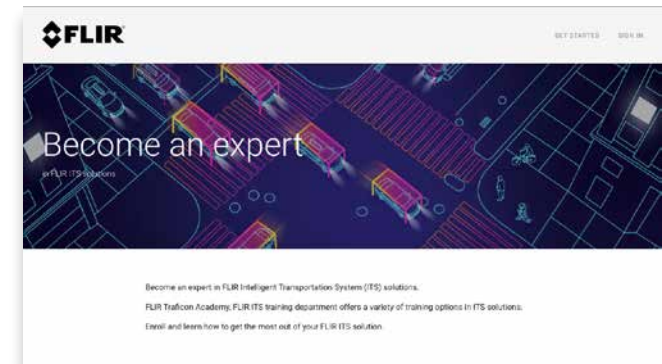 FLIR
GET STARTED SIGN IN
Become an expert
in FLIR ITS solutions
Become an expert in FLIR Intelligent Transportation System (ITS) solutions.
FLIR Traficon Academy, FLIR ITS training department offers a variety of training options in ITS solutions.
Enroll and learn how to get the most out of your FLIR ITS solution.